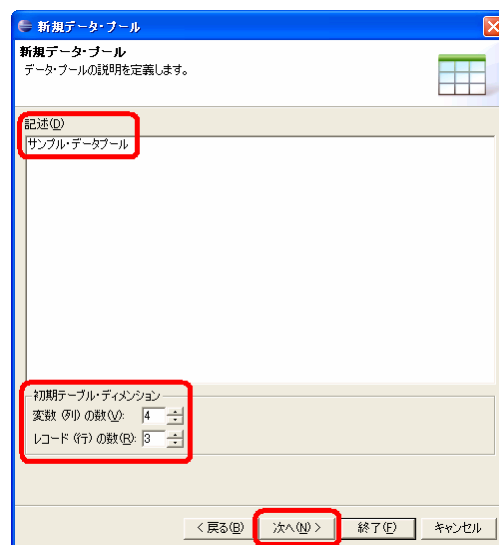 新規データ・プール
新規データ・プール
データ・プールの説明を定義します。
記述(D)
サンプル・データプール
初期テーブル・ディメンション
変数 (列) の数(V): 4
レコード (行) の数(R): 3
< 戻る(B) 次へ(N) > 終了(F) キャンセル